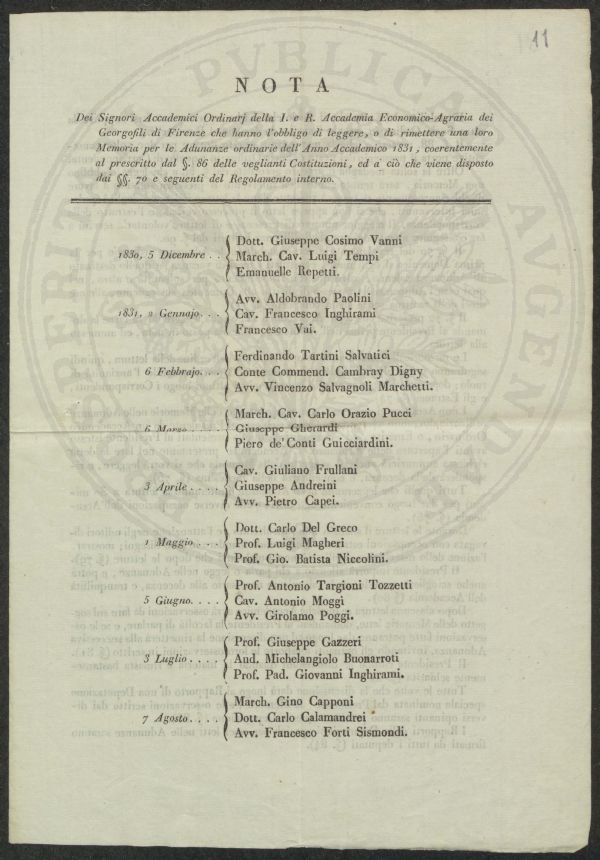 11
NOTA
Dei Signori Accademici Ordinarj della I. e R. Accademia Economico-Agraria dei
Georgofili di Firenze che hanno l'obbligo di leggere, o di rimettere una loro
Memoria per le Adunanze ordinarie dell'Anno Accademico 1831, coerentemente
al prescritto dal §. 86 delle veglianti Costituzioni, ed a ciò che viene disposto
dai §§. 70 e seguenti del Regolamento interno.
Dott. Giuseppe Cosimo Vanni
1830, 5 Dicembre . . March. Cav. Luigi Tempi
Emanuelle Repetti.
Avv. Aldobrando Paolini
1831, 2 Gennajo. . . Cav. Francesco Inghirami
Francesco Vai.
Ferdinando Tartini Salvatici
6 Febbrajo. . . Conte Commend. Cambray Digny
Avv. Vincenzo Salvagnoli Marchetti.
March. Cav. Carlo Orazio Pucci
6 Marzo . . . . Giuseppe Gherardi
Piero de' Conti Guicciardini.
Cav. Giuliano Frullani
3 Aprile . . . . Giuseppe Andreini
Avv. Pietro Capei.
Dott. Carlo Del Greco
1 Maggio . . . . Prof. Luigi Magheri
Prof. Gio. Batista Niccolini.
Prof. Antonio Targioni Tozzetti
5 Giugno. . . . Cav. Antonio Moggi
Avv. Girolamo Poggi.
Prof. Giuseppe Gazzeri
3 Luglio . . . . Aud. Michelangiolo Buonarroti
Prof. Pad. Giovanni Inghirami.
March. Gino Capponi
7 Agosto . . . . Dott. Carlo Calamandrei
Avv. Francesco Forti Sismondi.